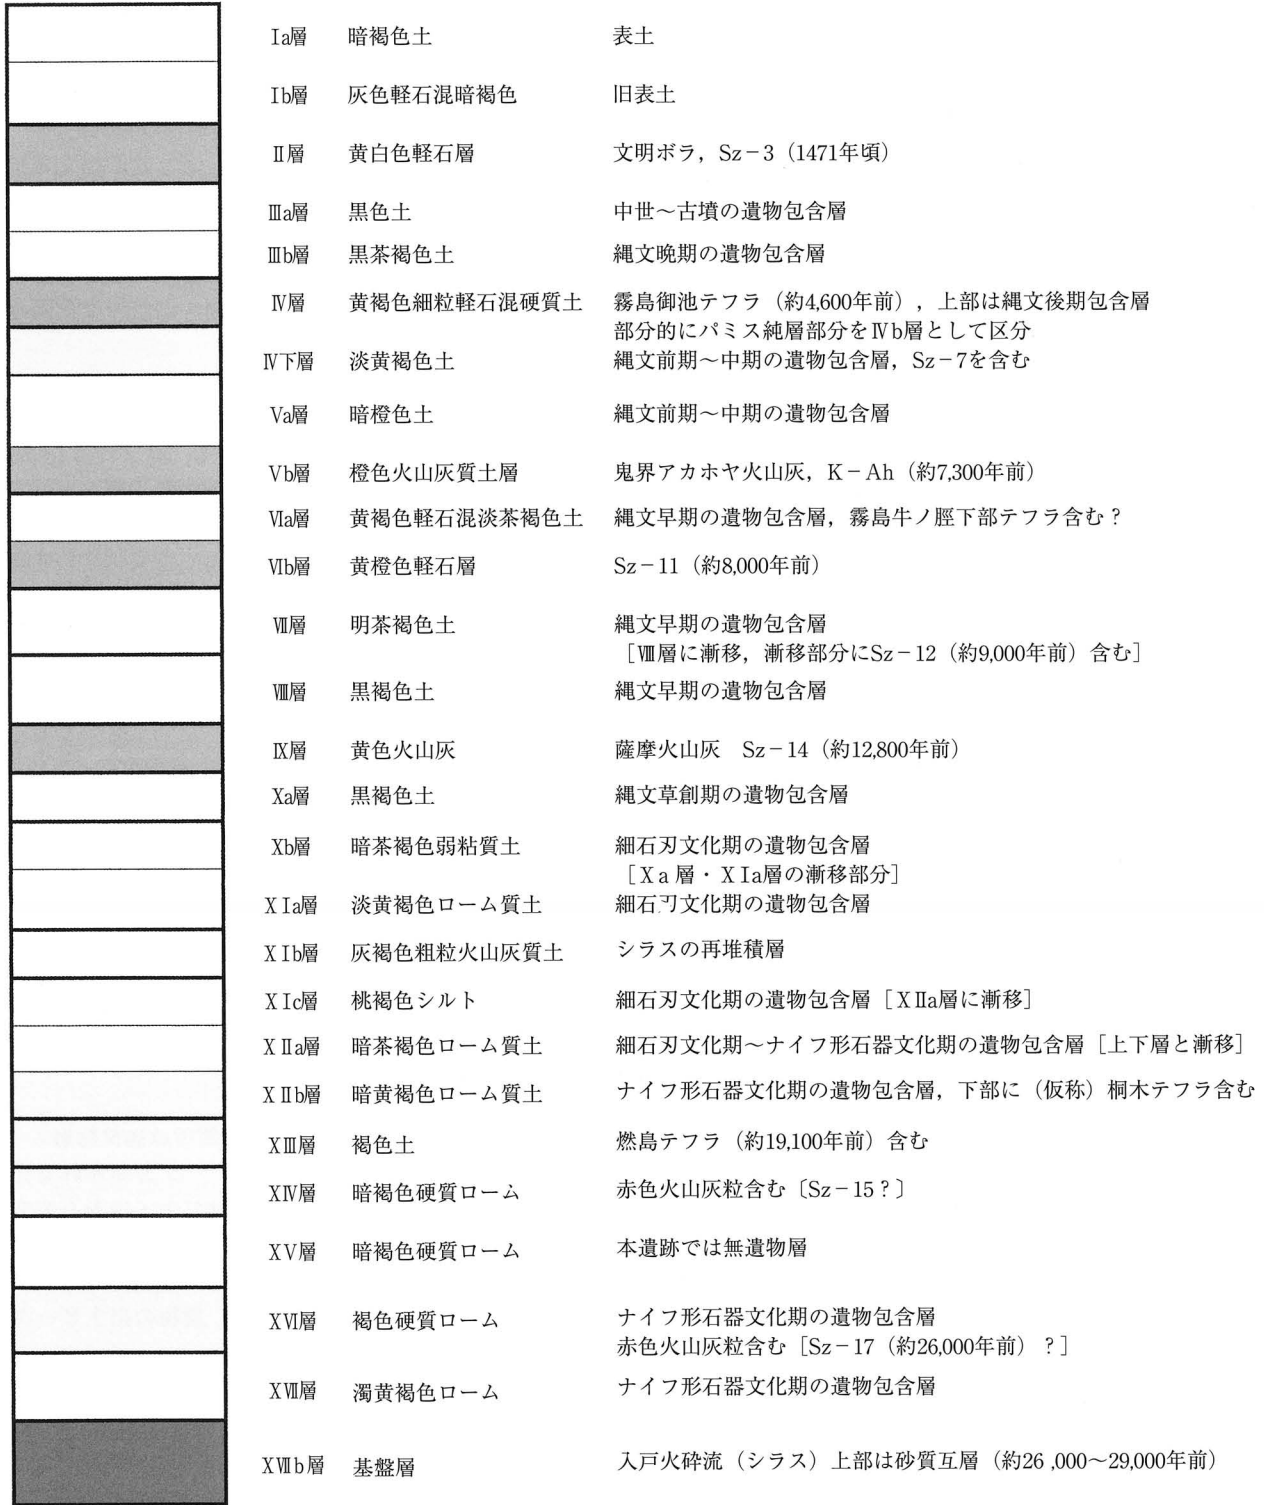 Ⅰa層 暗褐色土 表土
Ⅰb層 灰色軽石混暗褐色 旧表土
Ⅱ層 黄白色軽石層 文明ボラ，Sz－3（1471年頃）
Ⅲa層 黒色土 中世～古墳の遺物包含層
Ⅲb層 黒茶褐色土 縄文晩期の遺物包含層
Ⅳ層 黄褐色細粒軽石混硬質土 霧島御池テフラ（約4,600年前），上部は縄文後期包含層
部分的にパミス純層部分をⅣb層として区分
Ⅳ下層 淡黄褐色土 縄文前期～中期の遺物包含層，Sz－7を含む
Ⅴa層 暗橙色土 縄文前期～中期の遺物包含層
Ⅴb層 橙色火山灰質土層 鬼界アカホヤ火山灰，K－Ah（約7,300年前）
Ⅵa層 黄褐色軽石混淡茶褐色土 縄文早期の遺物包含層，霧島牛ノ脛下部テフラ含む？
Ⅵb層 黄橙色軽石層 Sz－11（約8,000年前）
Ⅶ層 明茶褐色土 縄文早期の遺物包含層
［Ⅷ層に漸移，漸移部分にSz－12（約9,000年前）含む］
Ⅷ層 黒褐色土 縄文早期の遺物包含層
Ⅸ層 黄色火山灰 薩摩火山灰　Sz－14（約12,800年前）
Ⅹa層 黒褐色土 縄文草創期の遺物包含層
Ⅹb層 暗茶褐色弱粘質土 細石刃文化期の遺物包含層
［Ⅹa層・ⅩⅠa層の漸移部分］
ⅩⅠa層 淡黄褐色ローム質土 細石刃文化期の遺物包含層
ⅩⅠb層 灰褐色粗粒火山灰質土 シラスの再堆積層
ⅩⅠc層 桃褐色シルト 細石刃文化期の遺物包含層［ⅩⅡa層に漸移］
ⅩⅡa層 暗茶褐色ローム質土 細石刃文化期～ナイフ形石器文化期の遺物包含層［上下層と漸移］
ⅩⅡb層 暗黄褐色ローム質土 ナイフ形石器文化期の遺物包含層，下部に（仮称）桐木テフラ含む
ⅩⅢ層 褐色土 燃島テフラ（約19,100年前）含む
ⅩⅣ層 暗褐色硬質ローム 赤色火山灰粒含む〔Sz－15？〕
ⅩⅤ層 暗褐色硬質ローム 本遺跡では無遺物層
ⅩⅥ層 褐色硬質ローム ナイフ形石器文化期の遺物包含層
赤色火山灰粒含む［Sz－17（約26,000年前）？］
ⅩⅦ層 濁黄褐色ローム ナイフ形石器文化期の遺物包含層
ⅩⅦb層 基盤層 入戸火砕流（シラス）上部は砂質互層（約26 ,000～29,000年前）